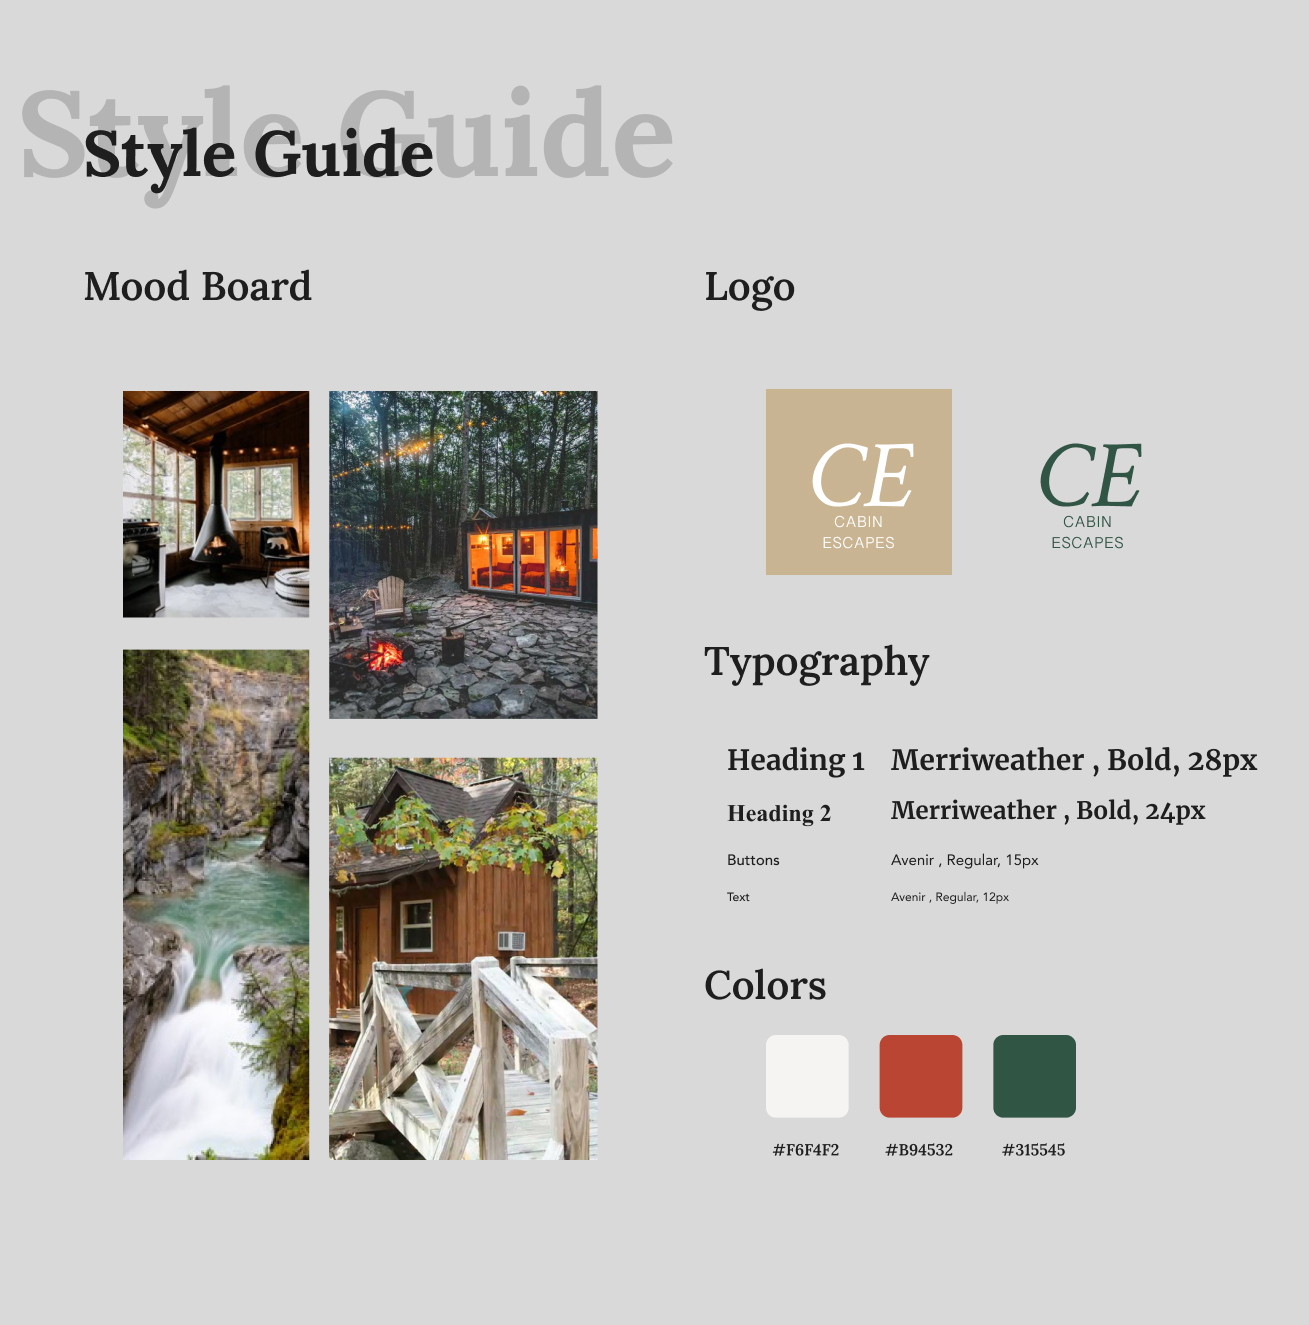 Style Guide
Style Guide
Mood Board
Logo
CE
CABIN
ESCAPES
CE
CABIN
ESCAPES
Typography
Heading 1 Merriweather , Bold, 28px
Heading 2 Merriweather , Bold, 24px
Buttons Avenir , Regular, 15px
Text Avenir , Regular, 12px
Colors
#F6F4F2 #B94532 #315545